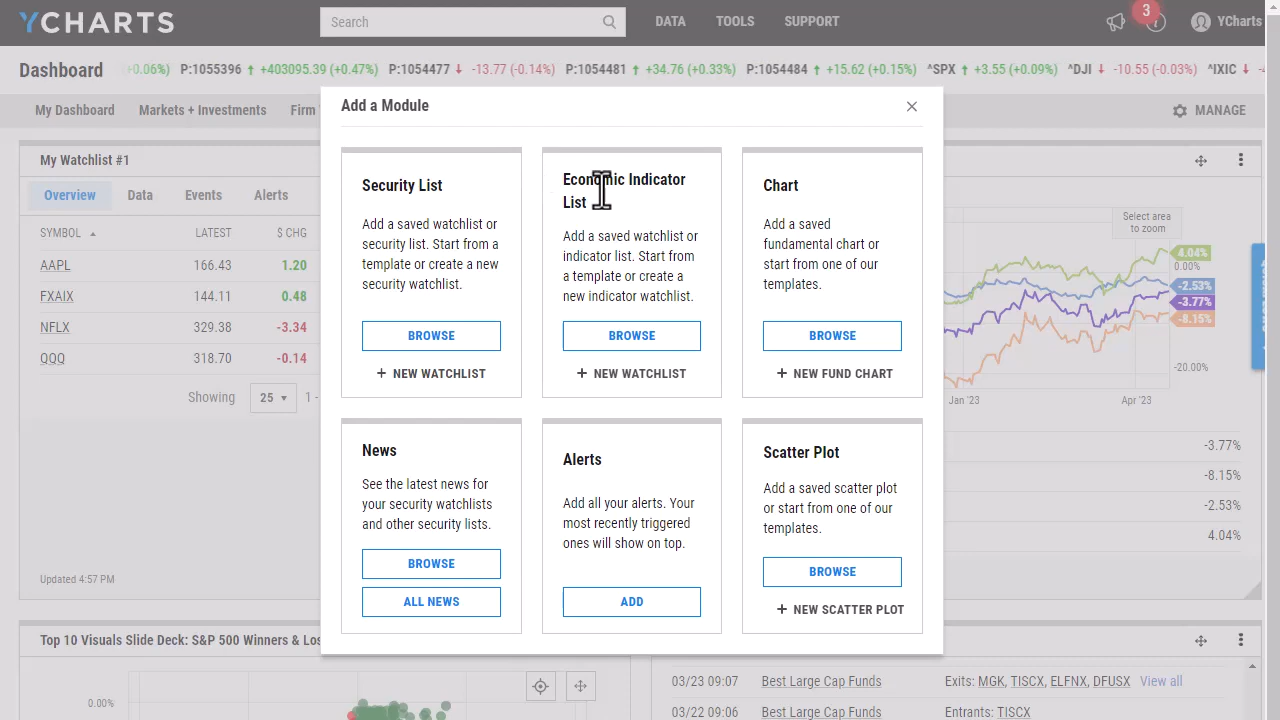 YCHARTS
Search
DATA
TOOLS
SUPPORT
3
YCharts
Dashboard
+0.06%) P:1055396 +403095.39 (+0.47%) P:1054477 -13.77 (-0.14%) P:1054481 +34.76 (+0.33%) P:1054484 +15.62 (+0.15%) ^SPX +3.55 (+0.09%) ^DJI -10.55 (-0.03%) ^IXIC
My Dashboard
Markets + Investments
Firm
MANAGE
Add a Module
My Watchlist #1
Overview
Data
Events
Alerts
SYMBOL LATEST $ CHG
AAPL 166.43 1.20
FXAIX 144.11 0.48
NFLX 329.38 -3.34
QQQ 318.70 -0.14
Showing 25 1 -
Updated 4:57 PM
Security List
Add a saved watchlist or
security list. Start from a
template or create a new
security watchlist.
BROWSE
+ NEW WATCHLIST
Economic Indicator
List
Add a saved watchlist or
indicator list. Start from
a template or create a
new indicator watchlist.
BROWSE
+ NEW WATCHLIST
Chart
Add a saved
fundamental chart or
start from one of our
templates.
BROWSE
+ NEW FUND CHART
News
See the latest news for
your security watchlists
and other security lists.
BROWSE
ALL NEWS
Alerts
Add all your alerts. Your
most recently triggered
ones will show on top.
ADD
Scatter Plot
Add a saved scatter plot
or start from one of our
templates.
BROWSE
+ NEW SCATTER PLOT
Select area
to zoom
4.04%
0.00%
-2.53%
-3.77%
-8.15%
-20.00%
Jan '23
Apr '23
-3.77%
-8.15%
-2.53%
4.04%
Top 10 Visuals Slide Deck: S&P 500 Winners & Los
0.00%
03/23 09:07 Best Large Cap Funds Exits: MGK, TISCX, ELFNX, DFUSX View all
03/22 09:06 Best Large Cap Funds Entrants: TISCX